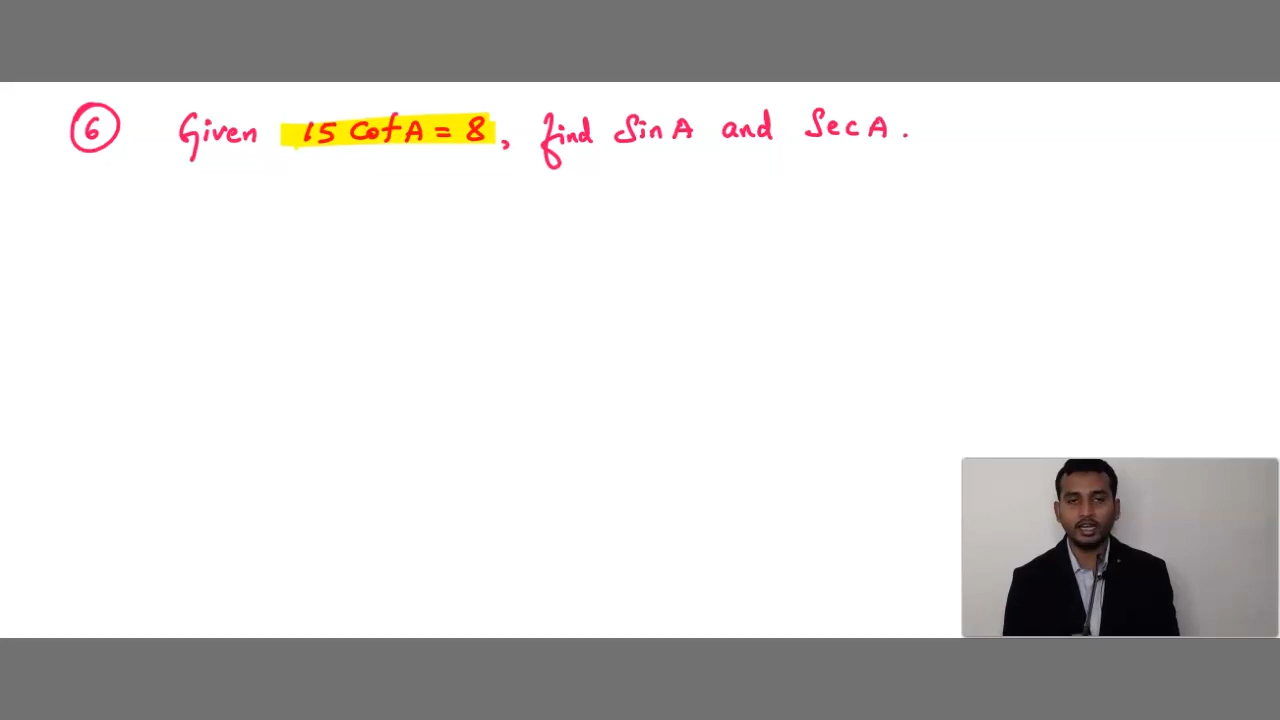 6 Given 15 Cot A = 8, find Sin A and Sec A.